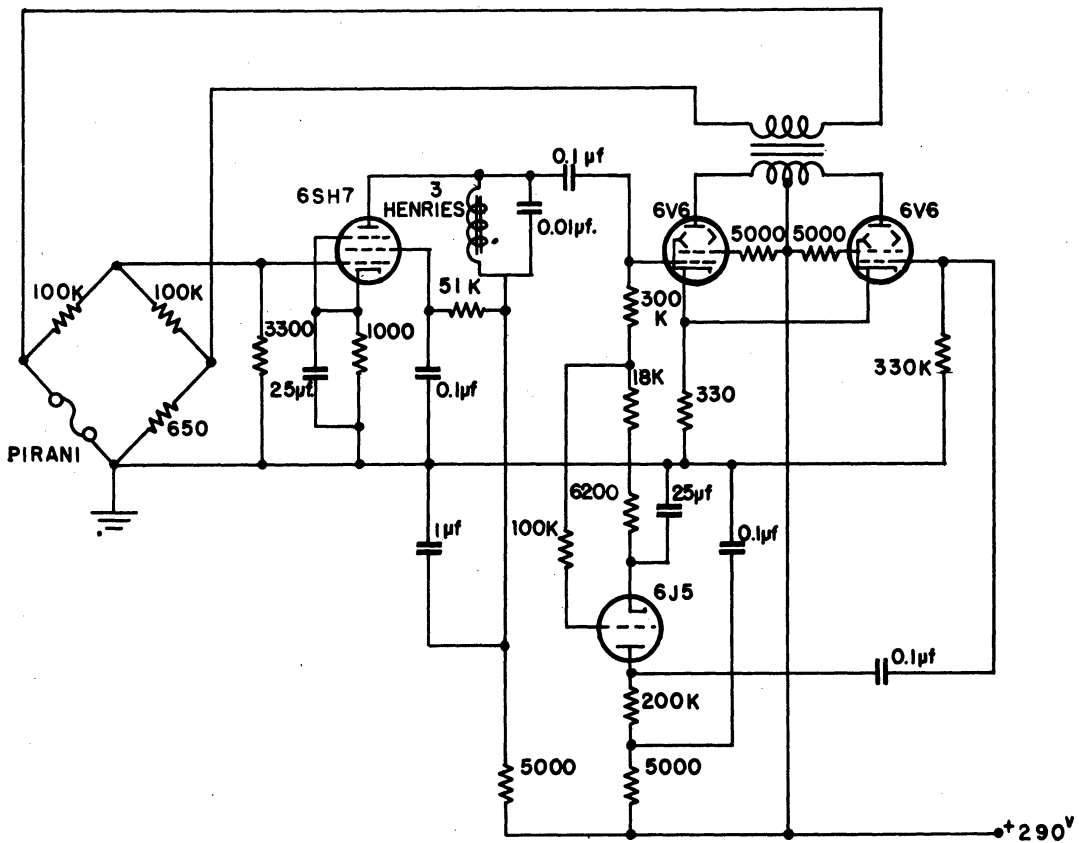 0.1µf
6SH7
3
HENRIES
0.01µf.
6V6
6V6
5000
5000
100K
100K
51K
300
K
3300
1000
330K
25µf.
0.1µf
18K
330
650
PIRANI
6200
25µf
1µf
100K
0.1µf
6J5
0.1µf
200K
5000
5000
+290V